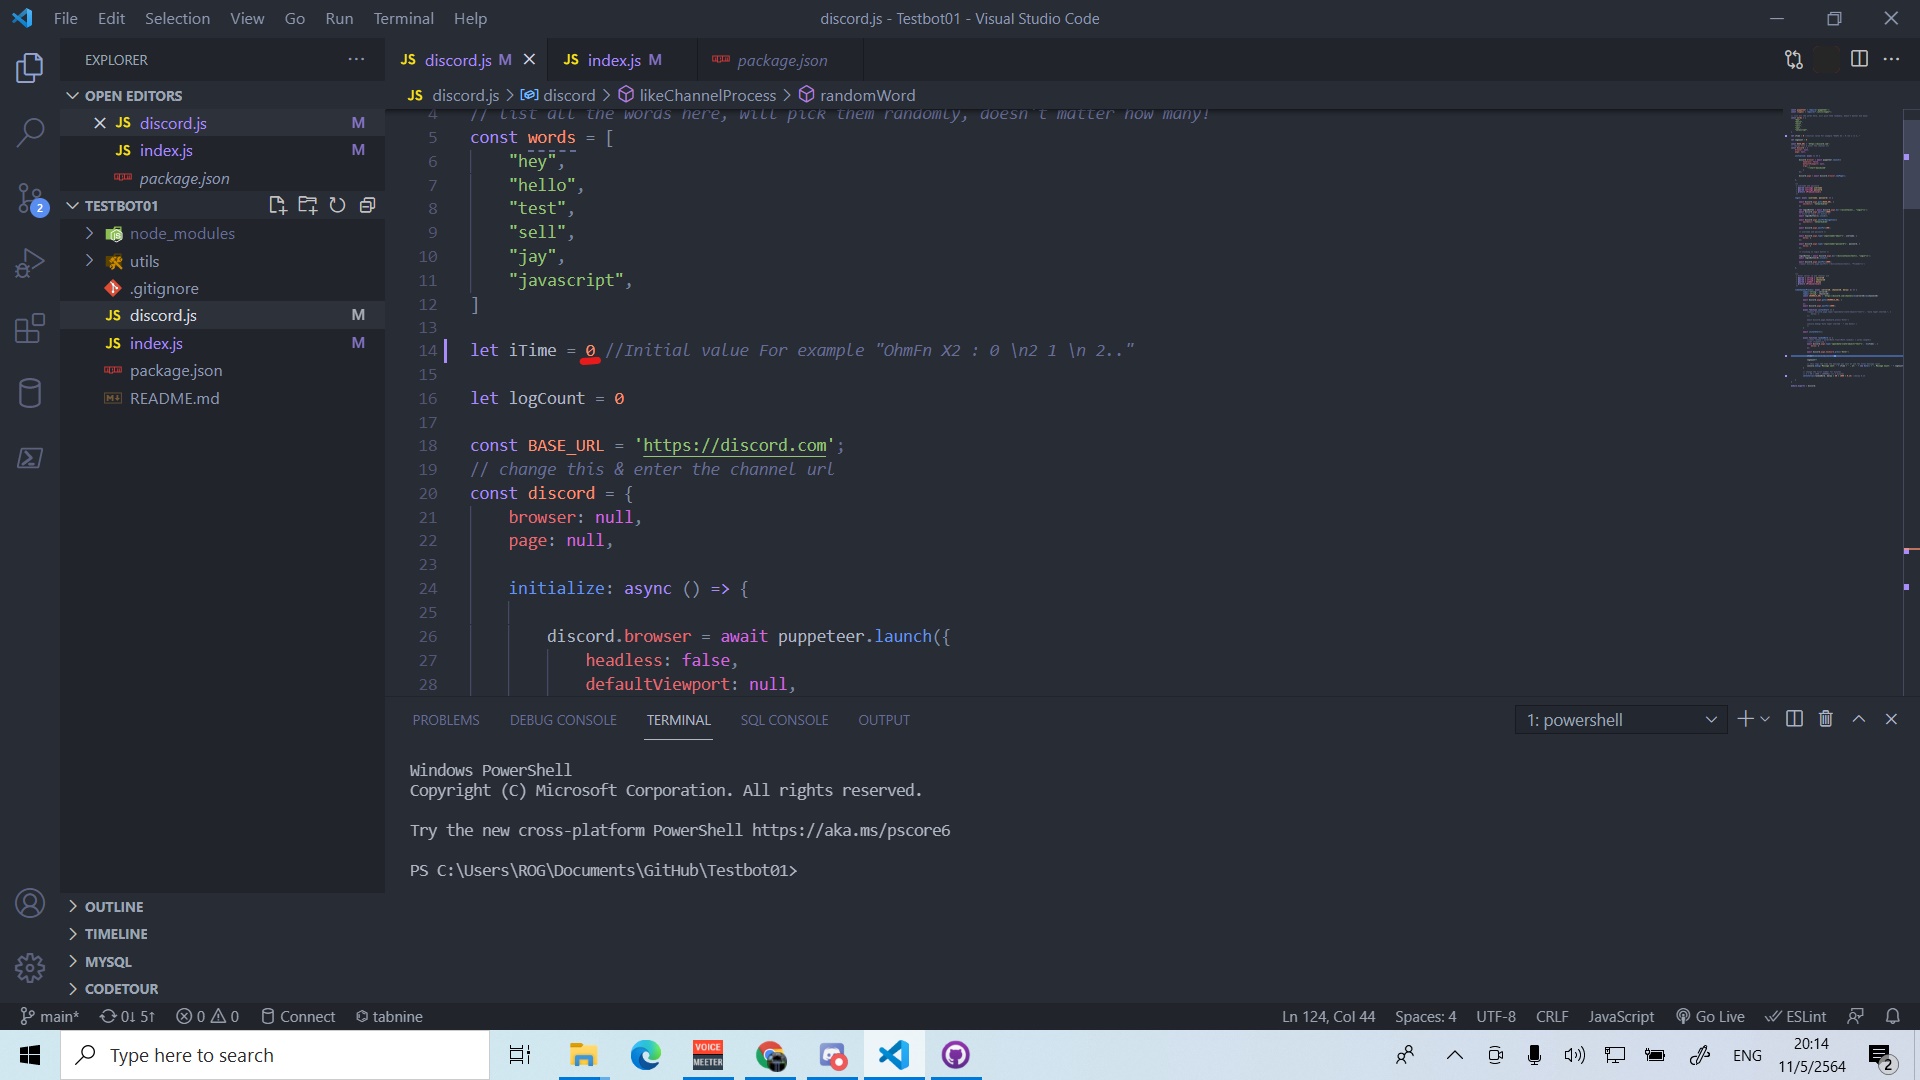 File Edit Selection View Go Run Terminal Help
discord.js - Testbot01 - Visual Studio Code
EXPLORER
JS discord.js M
JS index.js M
package.json
OPEN EDITORS
JS discord.js M
JS index.js M
package.json
TESTBOT01
node_modules
utils
.gitignore
JS discord.js M
JS index.js M
package.json
README.md
2
JS discord.js > discord > likeChannelProcess > randomWord
4 // list all the words here, will pick them randomly, doesn't matter how many!
5 const words = [
6 "hey",
7 "hello",
8 "test",
9 "sell",
10 "jay",
11 "javascript",
12 ]
13
14 let iTime = 0 //Initial value For example "OhmFn X2 : 0 \n2 1 \n 2.."
15
16 let logCount = 0
17
18 const BASE_URL = 'https://discord.com';
19 // change this & enter the channel url
20 const discord = {
21 browser: null,
22 page: null,
23
24 initialize: async () => {
25
26 discord.browser = await puppeteer.launch({
27 headless: false,
28 defaultViewport: null,
PROBLEMS DEBUG CONSOLE TERMINAL SQL CONSOLE OUTPUT
1: powershell
Windows PowerShell
Copyright (C) Microsoft Corporation. All rights reserved.
Try the new cross-platform PowerShell https://aka.ms/pscore6
PS C:\Users\ROG\Documents\GitHub\Testbot01>
OUTLINE
TIMELINE
MYSQL
CODETOUR
main* 0↓ 5↑ 0 0 Connect tabnine
Ln 124, Col 44 Spaces: 4 UTF-8 CRLF JavaScript Go Live ESLint
Type here to search
VOICE
MEETER
ENG
20:14
11/5/2564
2